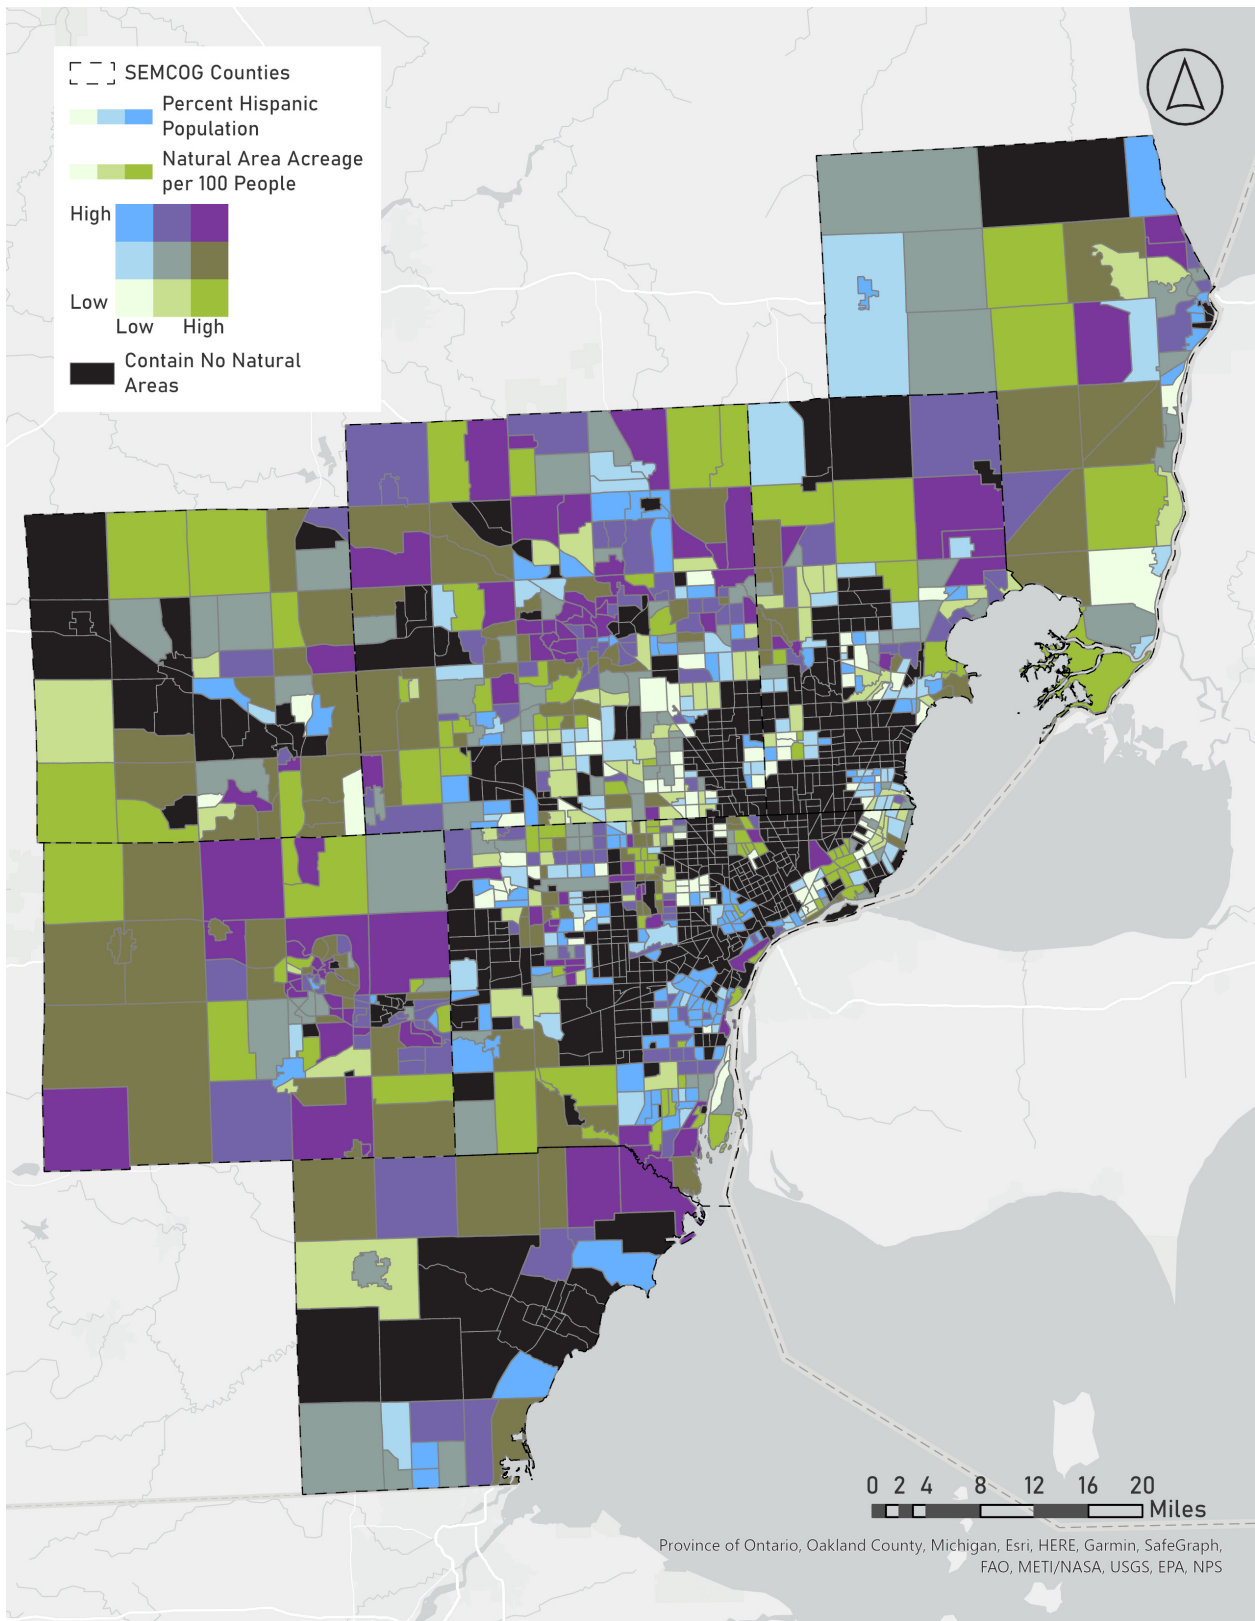 SEMCOG Counties
Percent Hispanic
Population
Natural Area Acreage
per 100 People
High
Low
Low High
Contain No Natural
Areas
0 2 4 8 12 16 20
Miles
Province of Ontario, Oakland County, Michigan, Esri, HERE, Garmin, SafeGraph,
FAO, METI/NASA, USGS, EPA, NPS